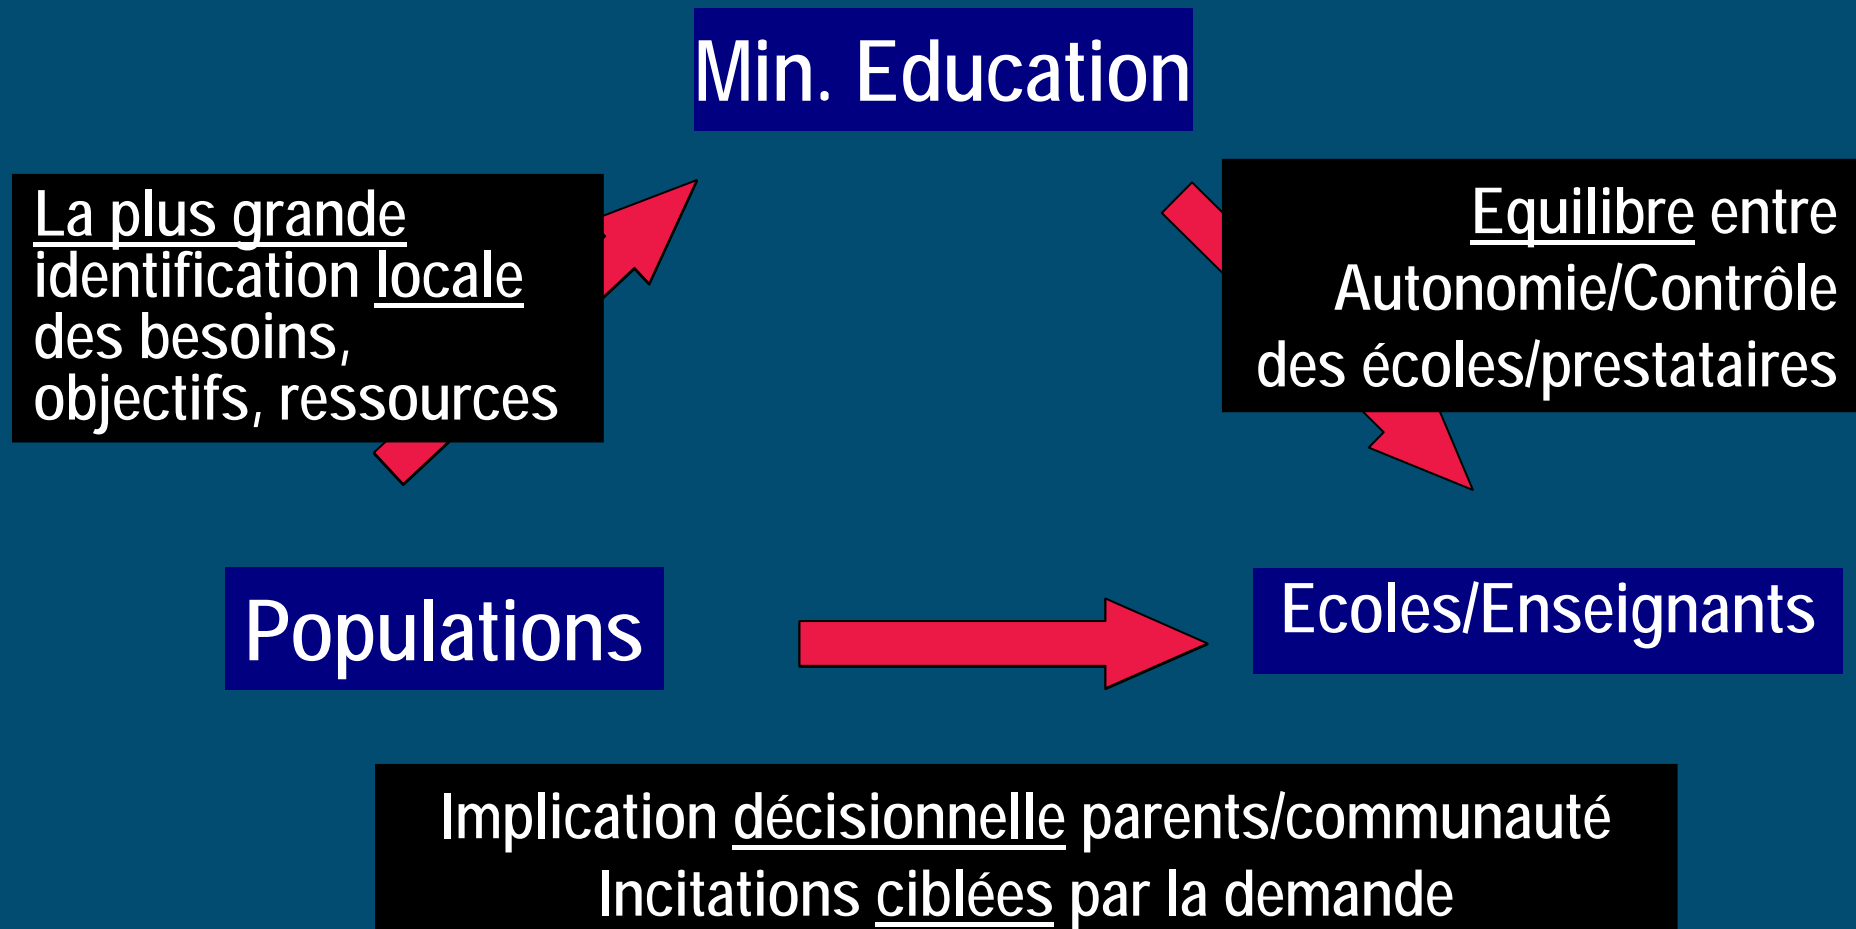 Min. Education
La plus grande
identification locale
des besoins,
objectifs, ressources
Equilibre entre
Autonomie/Contrôle
des écoles/prestataires
Populations
Ecoles/Enseignants
Implication décisionnelle parents/communauté
Incitations ciblées par la demande